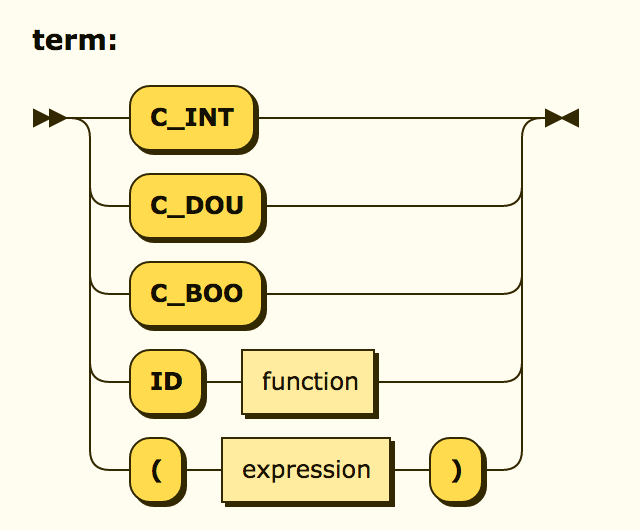 term:
C_INT
C_DOU
C_BOO
ID function
( expression )